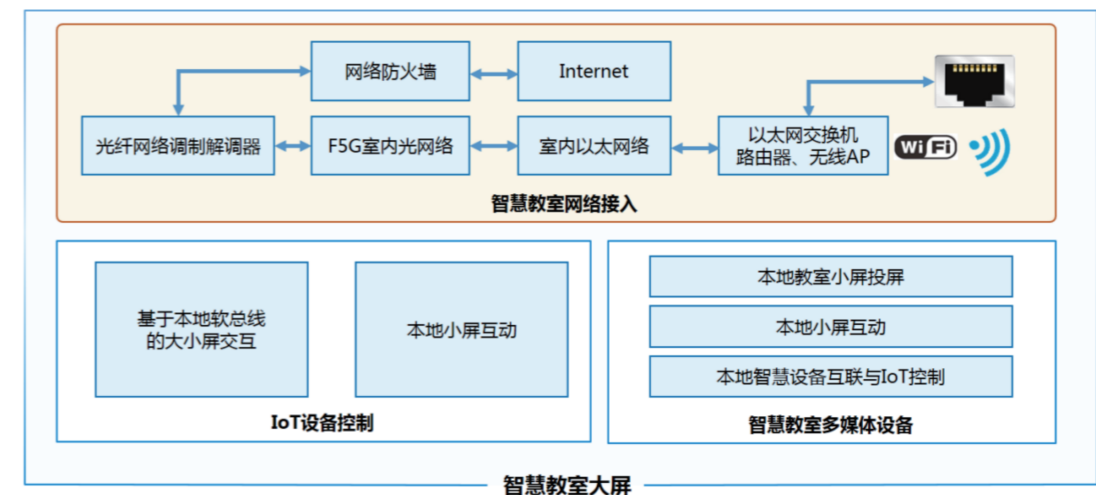 网络防火墙
Internet
光纤网络调制解调器
F5G室内光网络
室内以太网络
以太网交换机
路由器、无线AP
WiFi
智慧教室网络接入
基于本地软总线
的大小屏交互
本地小屏互动
IoT设备控制
本地教室小屏投屏
本地小屏互动
本地智慧设备互联与IoT控制
智慧教室多媒体设备
智慧教室大屏